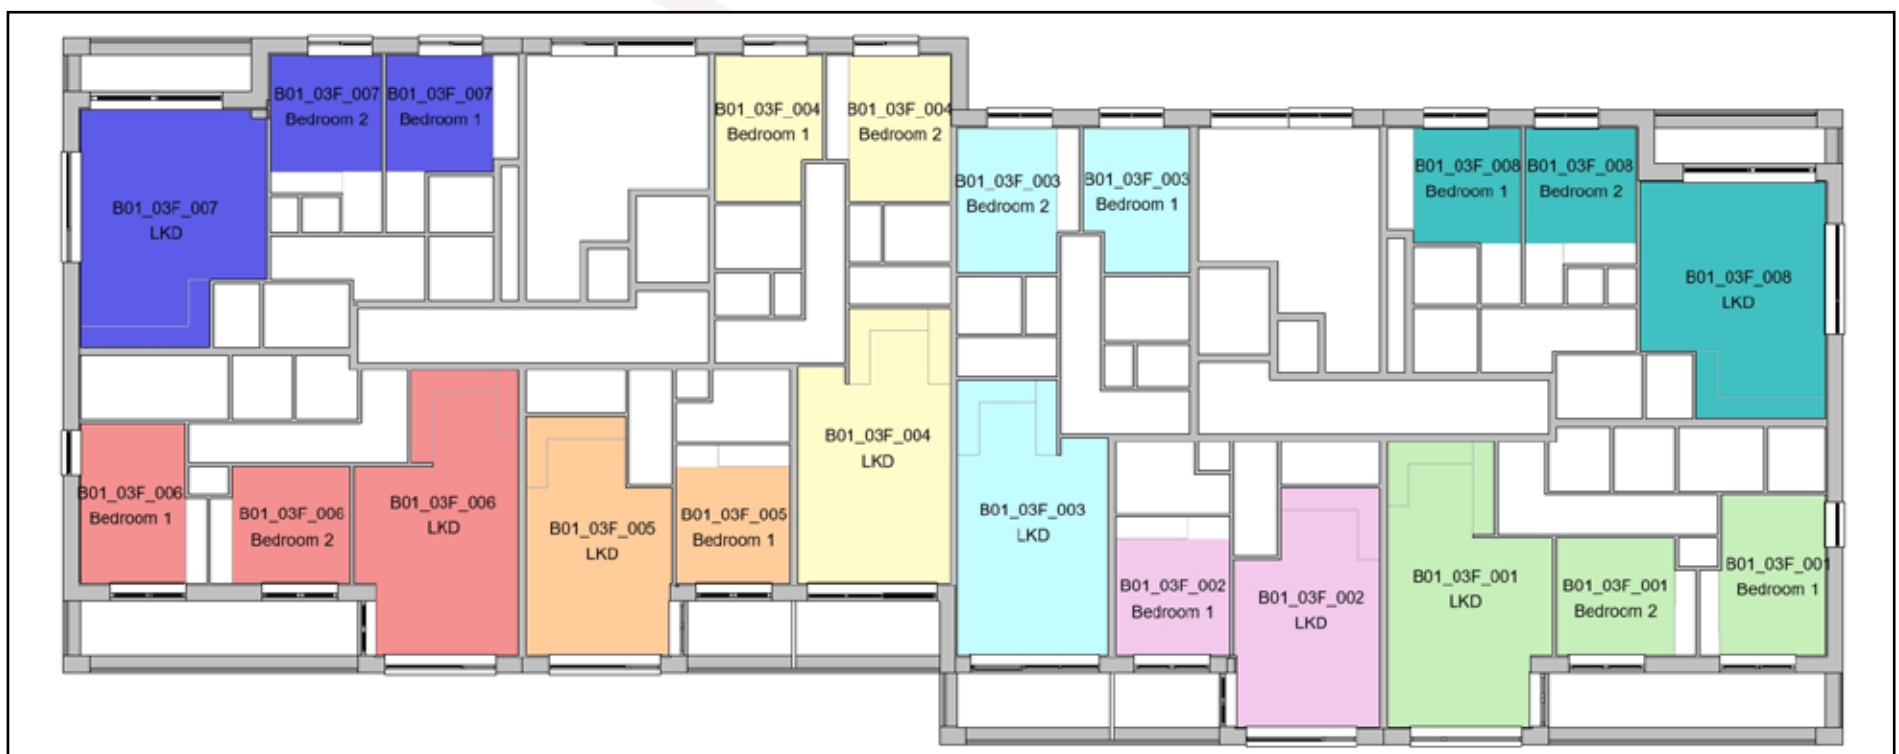 B01_03F_007
Bedroom 2
B01_03F_007
Bedroom 1
B01_03F_004
Bedroom 1
B01_03F_004
Bedroom 2
B01_03F_003
Bedroom 2
B01_03F_003
Bedroom 1
B01_03F_008
Bedroom 1
B01_03F_008
Bedroom 2
B01_03F_007
LKD
B01_03F_008
LKD
B01_03F_004
LKD
B01_03F_006
Bedroom 1
B01_03F_006
Bedroom 2
B01_03F_006
LKD
B01_03F_005
LKD
B01_03F_005
Bedroom 1
B01_03F_003
LKD
B01_03F_002
Bedroom 1
B01_03F_002
LKD
B01_03F_001
LKD
B01_03F_001
Bedroom 2
B01_03F_001
Bedroom 1